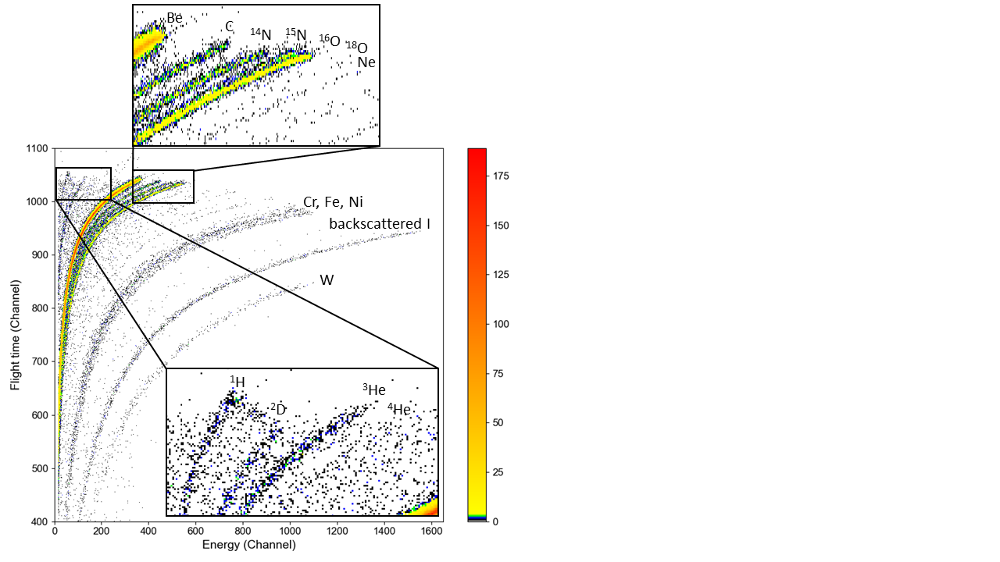 Be
C
¹⁴N
¹⁵N
¹⁶O
¹⁸O
Ne
1100
1000
900
800
700
600
500
400
Flight time (Channel)
Cr, Fe, Ni
backscattered I
W
¹H
²D
³He
⁴He
0
200
400
600
800
1000
1200
1400
1600
Energy (Channel)
175
150
125
100
75
50
25
0